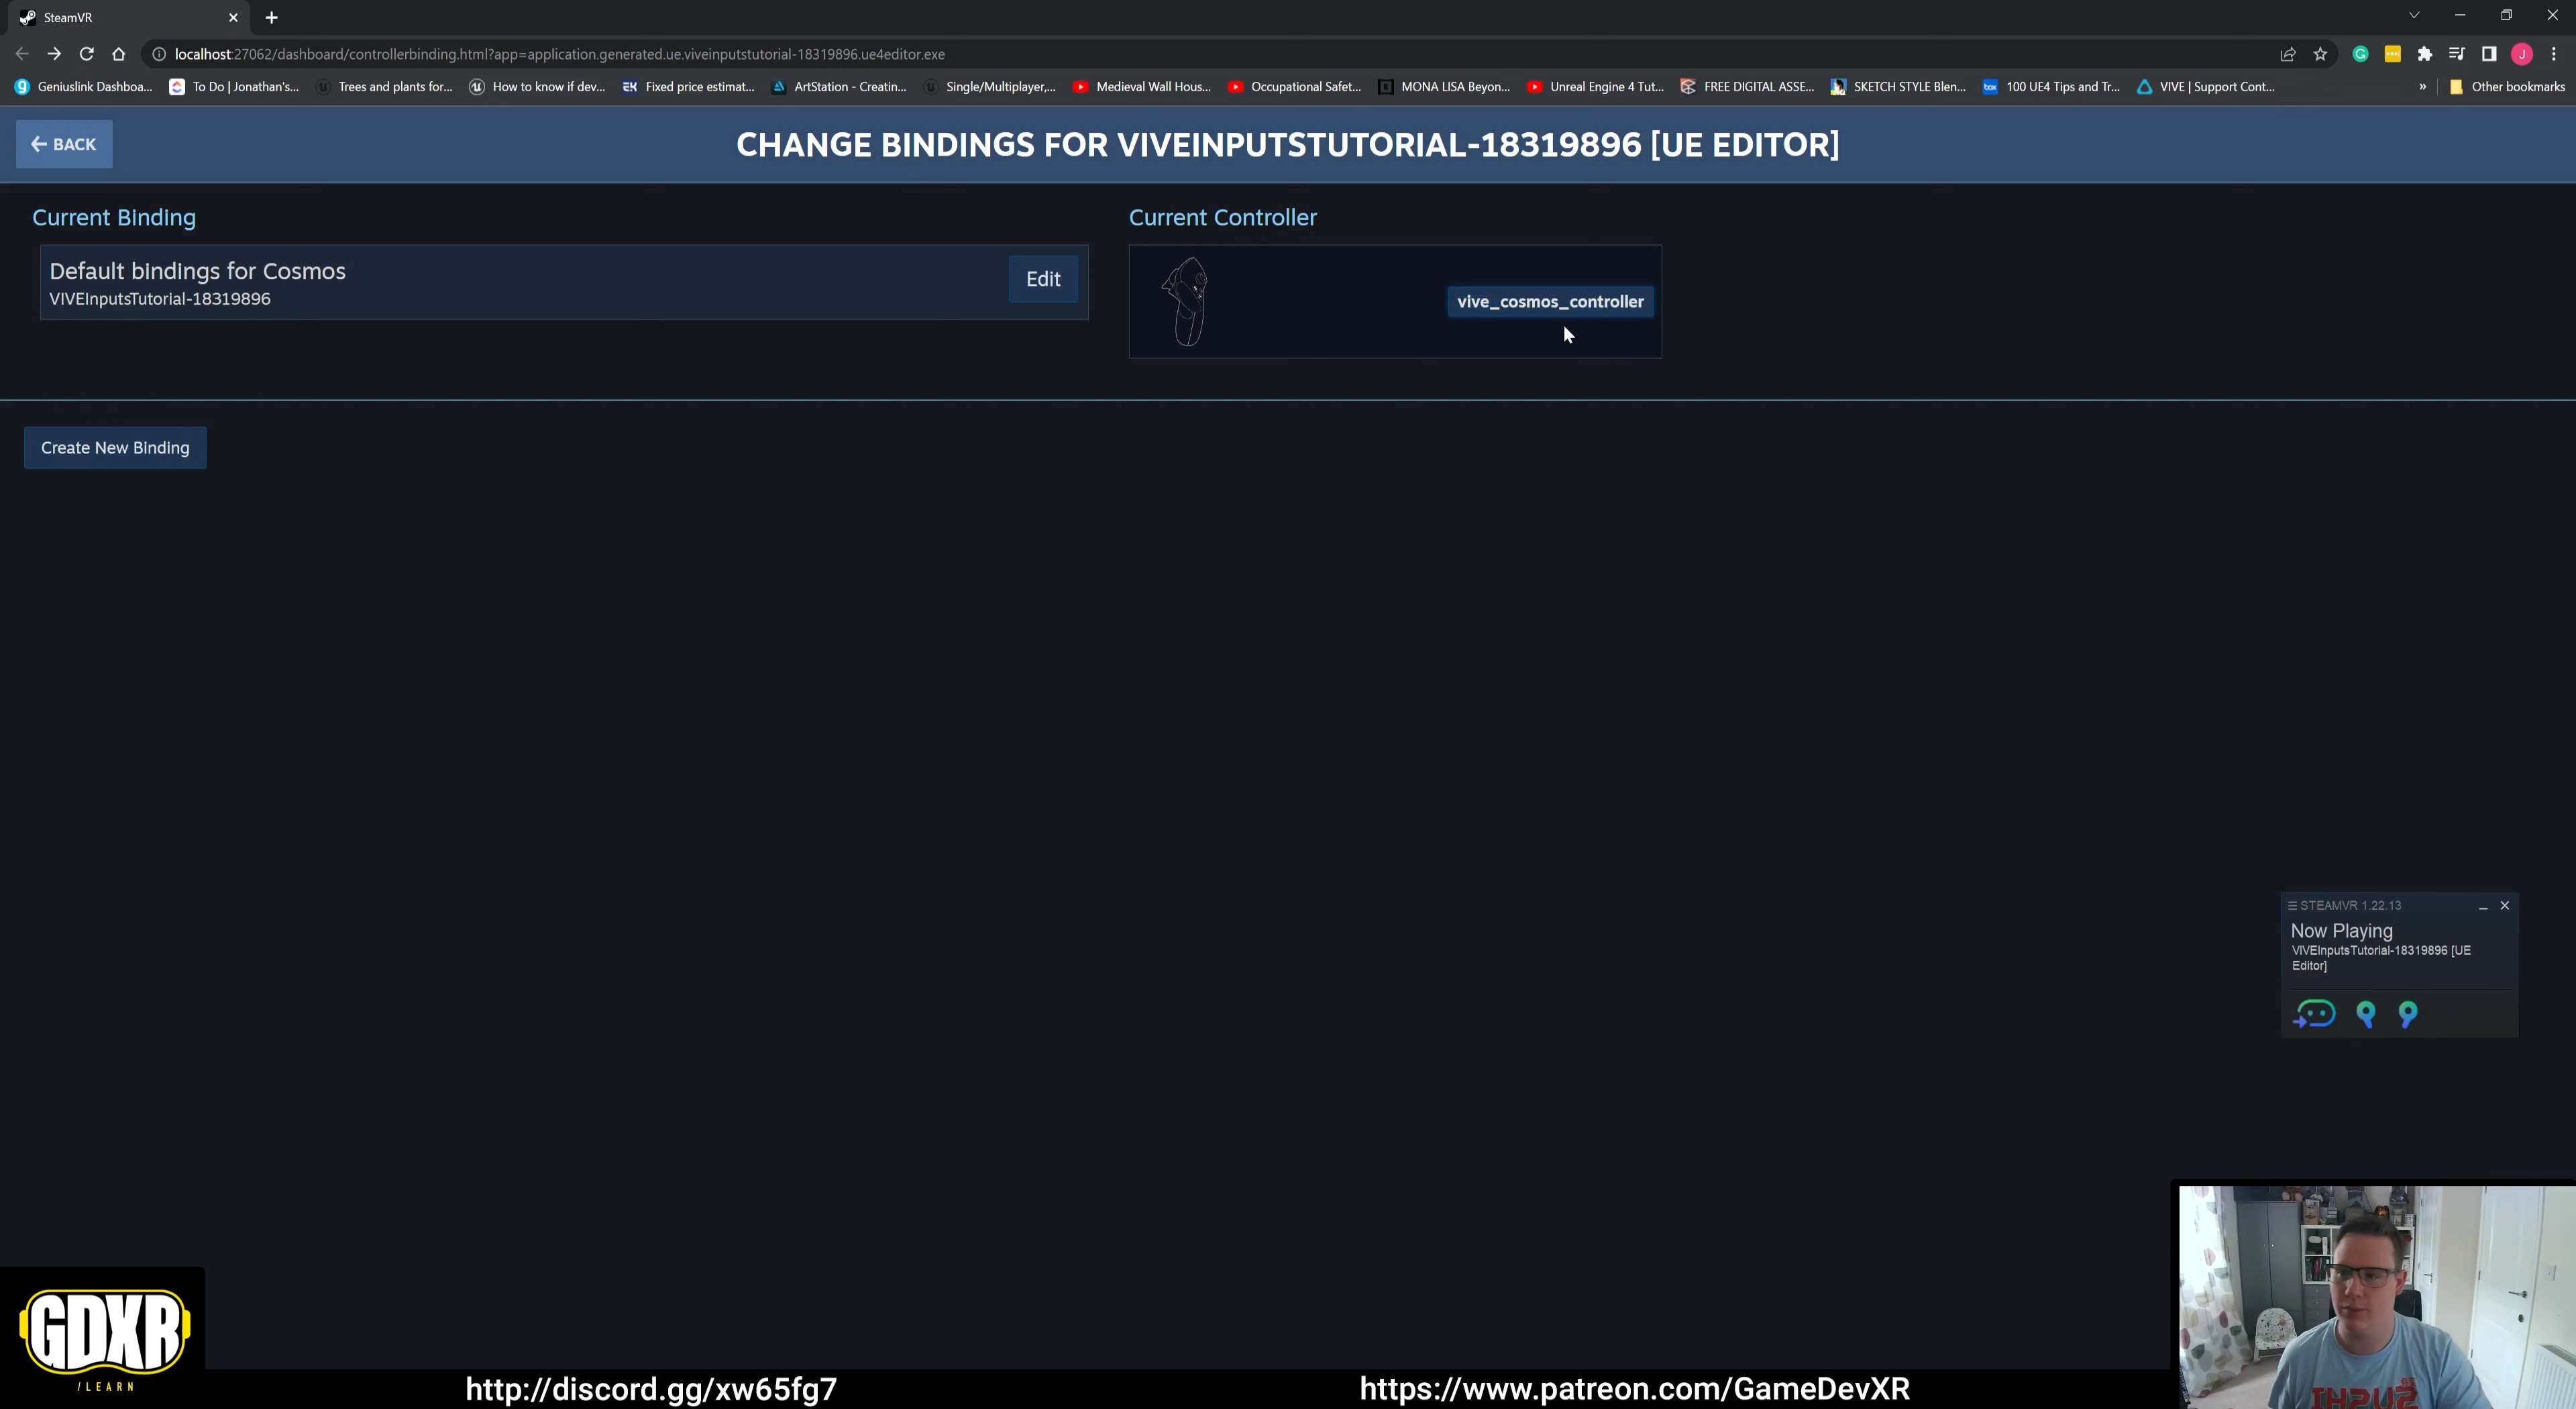 SteamVR
localhost:27062/dashboard/controllerbinding.html?app=application.generated.ue.viveinputstutorial-18319896.ue4editor.exe
J
Geniuslink Dashboa...
To Do | Jonathan's...
Trees and plants for...
How to know if dev...
Fixed price estimat...
ArtStation - Creatin...
Single/Multiplayer,...
Medieval Wall Hous...
Occupational Safet...
MONA LISA Beyon...
Unreal Engine 4 Tut...
FREE DIGITAL ASSE...
SKETCH STYLE Blen...
100 UE4 Tips and Tr...
VIVE | Support Cont...
»
Other bookmarks
← BACK
CHANGE BINDINGS FOR VIVEINPUTSTUTORIAL-18319896 [UE EDITOR]
Current Binding
Default bindings for Cosmos
VIVEInputsTutorial-18319896
Edit
Current Controller
vive_cosmos_controller
Create New Binding
STEAMVR 1.22.13
Now Playing
VIVEInputsTutorial-18319896 [UE
Editor]
GDXR
/LEARN
http://discord.gg/xw65fg7
https://www.patreon.com/GameDevXR